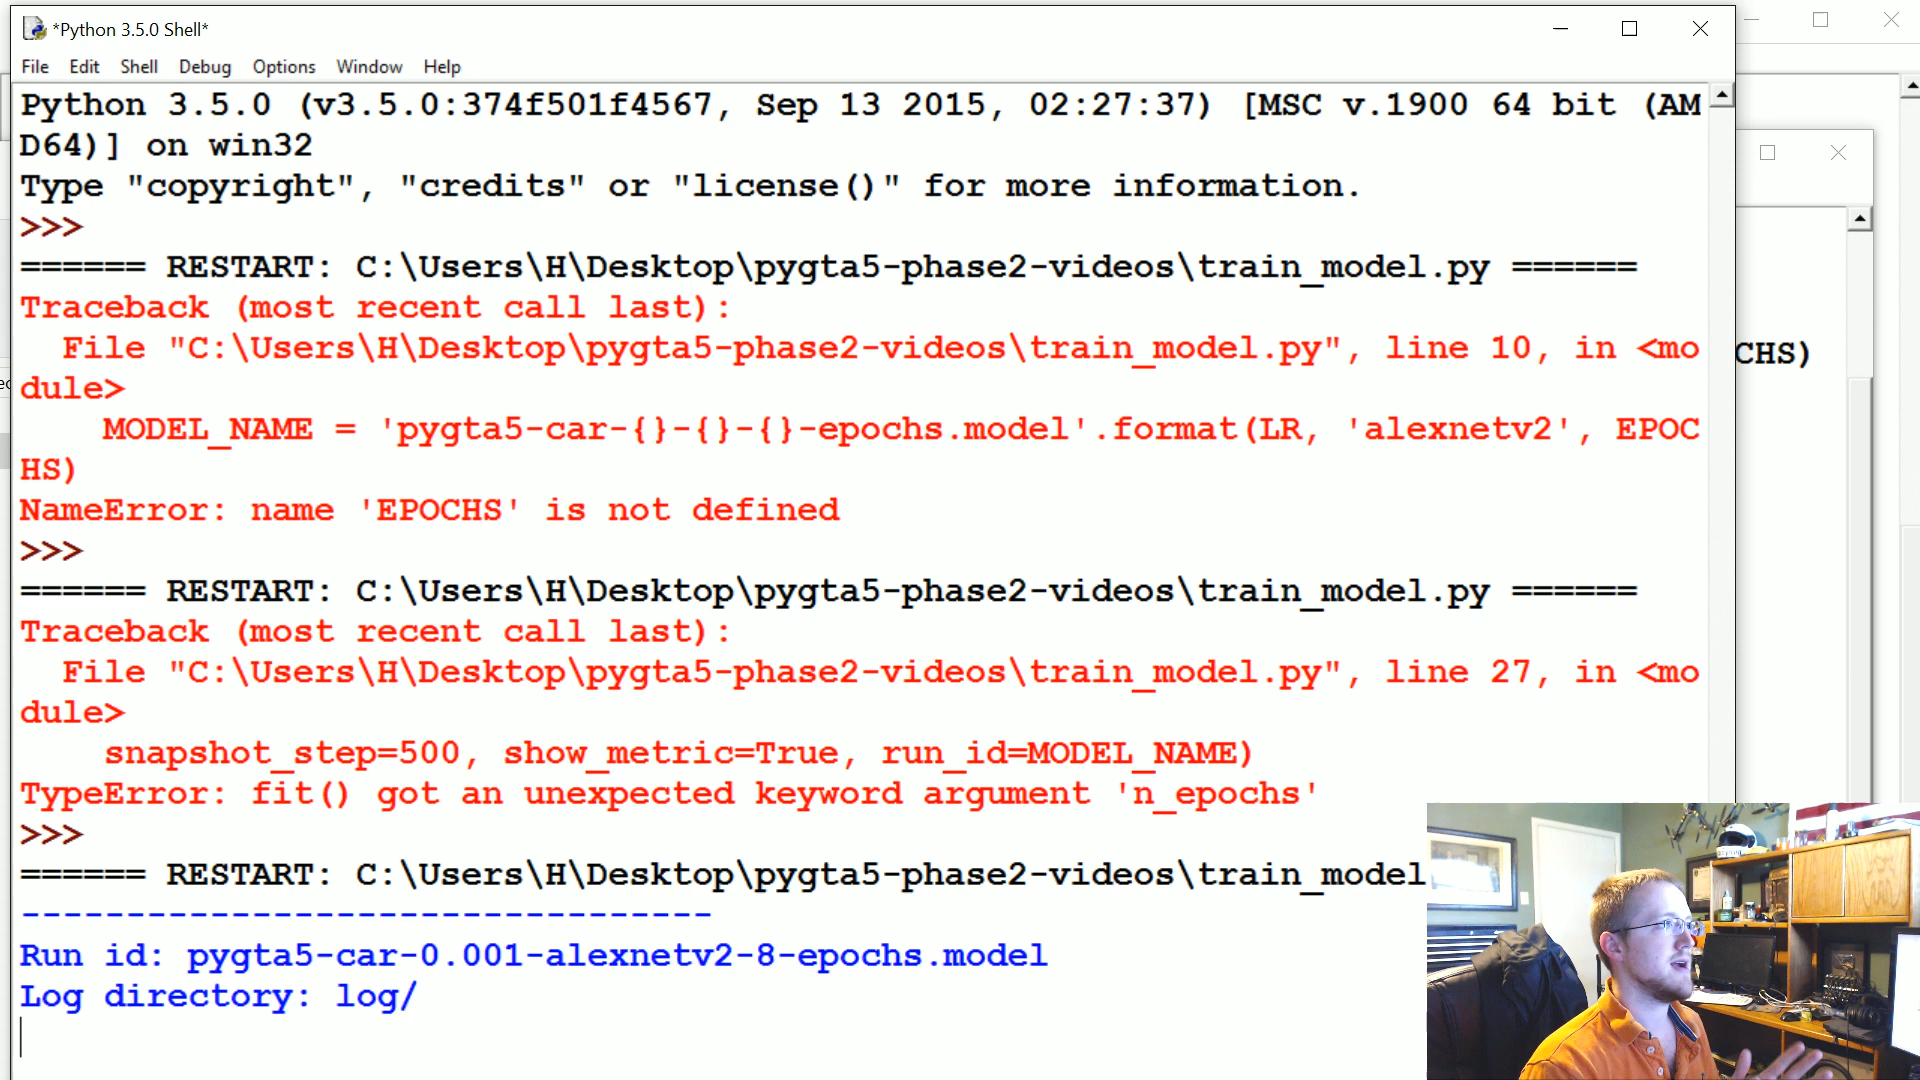 *Python 3.5.0 Shell*
File Edit Shell Debug Options Window Help
Python 3.5.0 (v3.5.0:374f501f4567, Sep 13 2015, 02:27:37) [MSC v.1900 64 bit (AM
D64)] on win32
Type "copyright", "credits" or "license()" for more information.
>>>
====== RESTART: C:\Users\H\Desktop\pygta5-phase2-videos\train_model.py ======
Traceback (most recent call last):
  File "C:\Users\H\Desktop\pygta5-phase2-videos\train_model.py", line 10, in <mo
dule>
    MODEL_NAME = 'pygta5-car-{}-{}-{}-epochs.model'.format(LR, 'alexnetv2', EPOC
HS)
CHS)
NameError: name 'EPOCHS' is not defined
>>>
====== RESTART: C:\Users\H\Desktop\pygta5-phase2-videos\train_model.py ======
Traceback (most recent call last):
  File "C:\Users\H\Desktop\pygta5-phase2-videos\train_model.py", line 27, in <mo
dule>
    snapshot_step=500, show_metric=True, run_id=MODEL_NAME)
TypeError: fit() got an unexpected keyword argument 'n_epochs'
>>>
====== RESTART: C:\Users\H\Desktop\pygta5-phase2-videos\train_model
---------------------------------
Run id: pygta5-car-0.001-alexnetv2-8-epochs.model
Log directory: log/